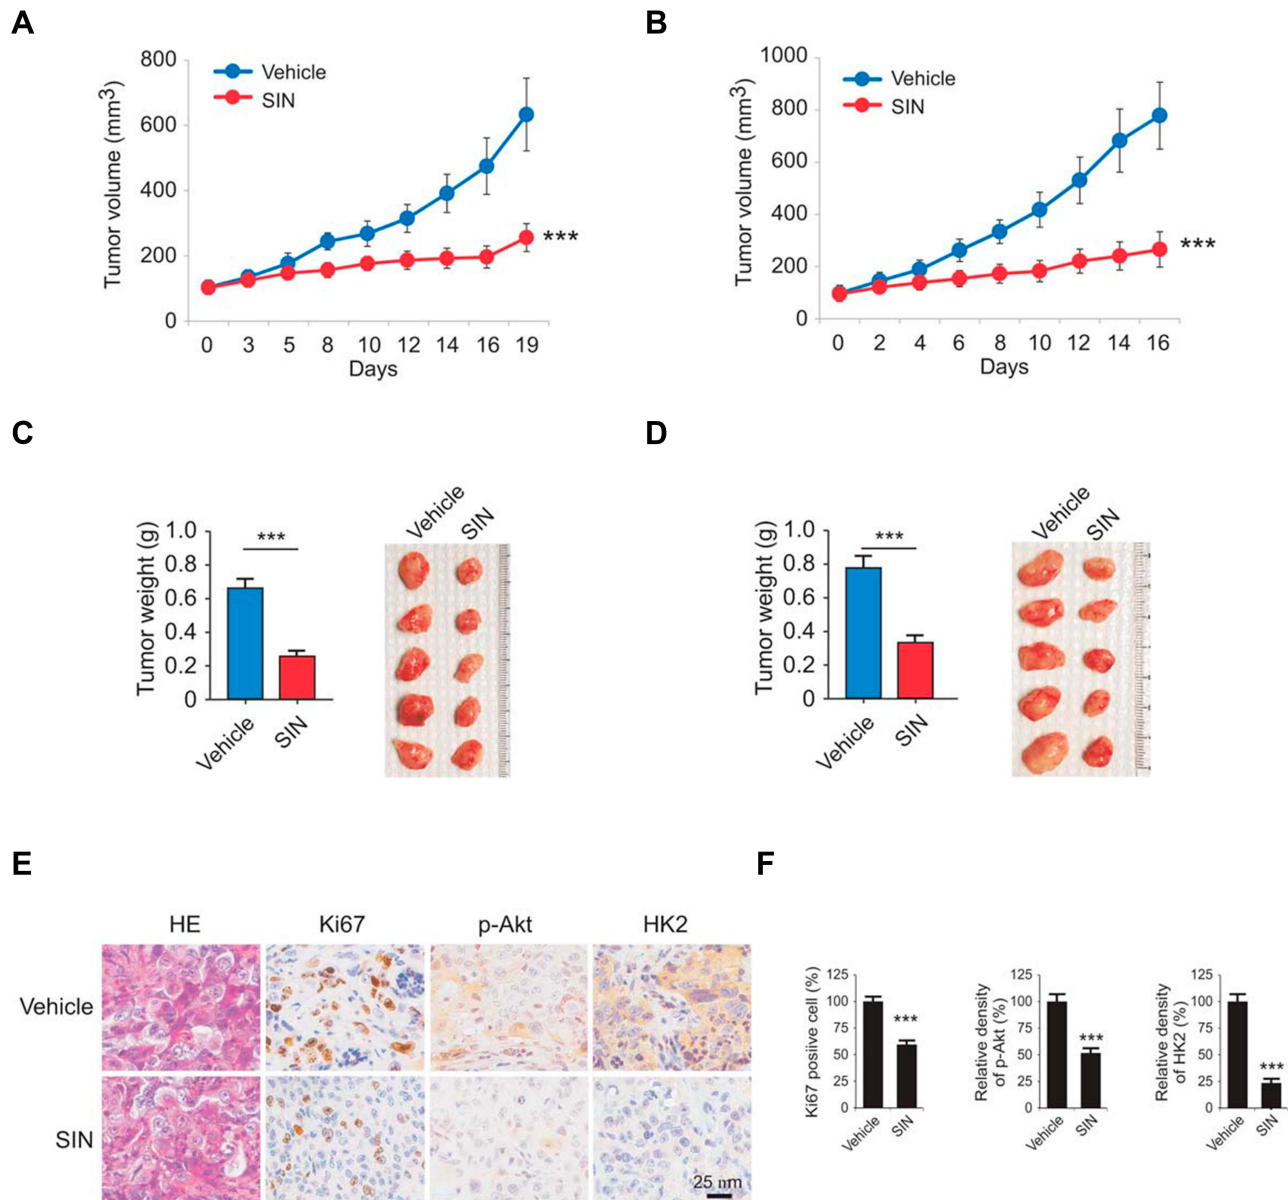 A
800
600
400
200
0
Tumor volume (mm3)
Vehicle
SIN
***
0 3 5 8 10 12 14 16 19
Days
B
1000
800
600
400
200
0
Tumor volume (mm3)
Vehicle
SIN
***
0 2 4 6 8 10 12 14 16
Days
C
1.0
0.8
0.6
0.4
0.2
0
Tumor weight (g)
***
Vehicle SIN
Vehicle SIN
D
1.0
0.8
0.6
0.4
0.2
0
Tumor weight (g)
***
Vehicle SIN
Vehicle SIN
E
HE Ki67 p-Akt HK2
Vehicle
SIN
25 nm
F
125
100
75
50
25
0
Ki67 posiive cell (%)
***
Vehicle SIN
125
100
75
50
25
0
Relative density
of p-Akt (%)
***
Vehicle SIN
125
100
75
50
25
0
Relative density
of HK2 (%)
***
Vehicle SIN